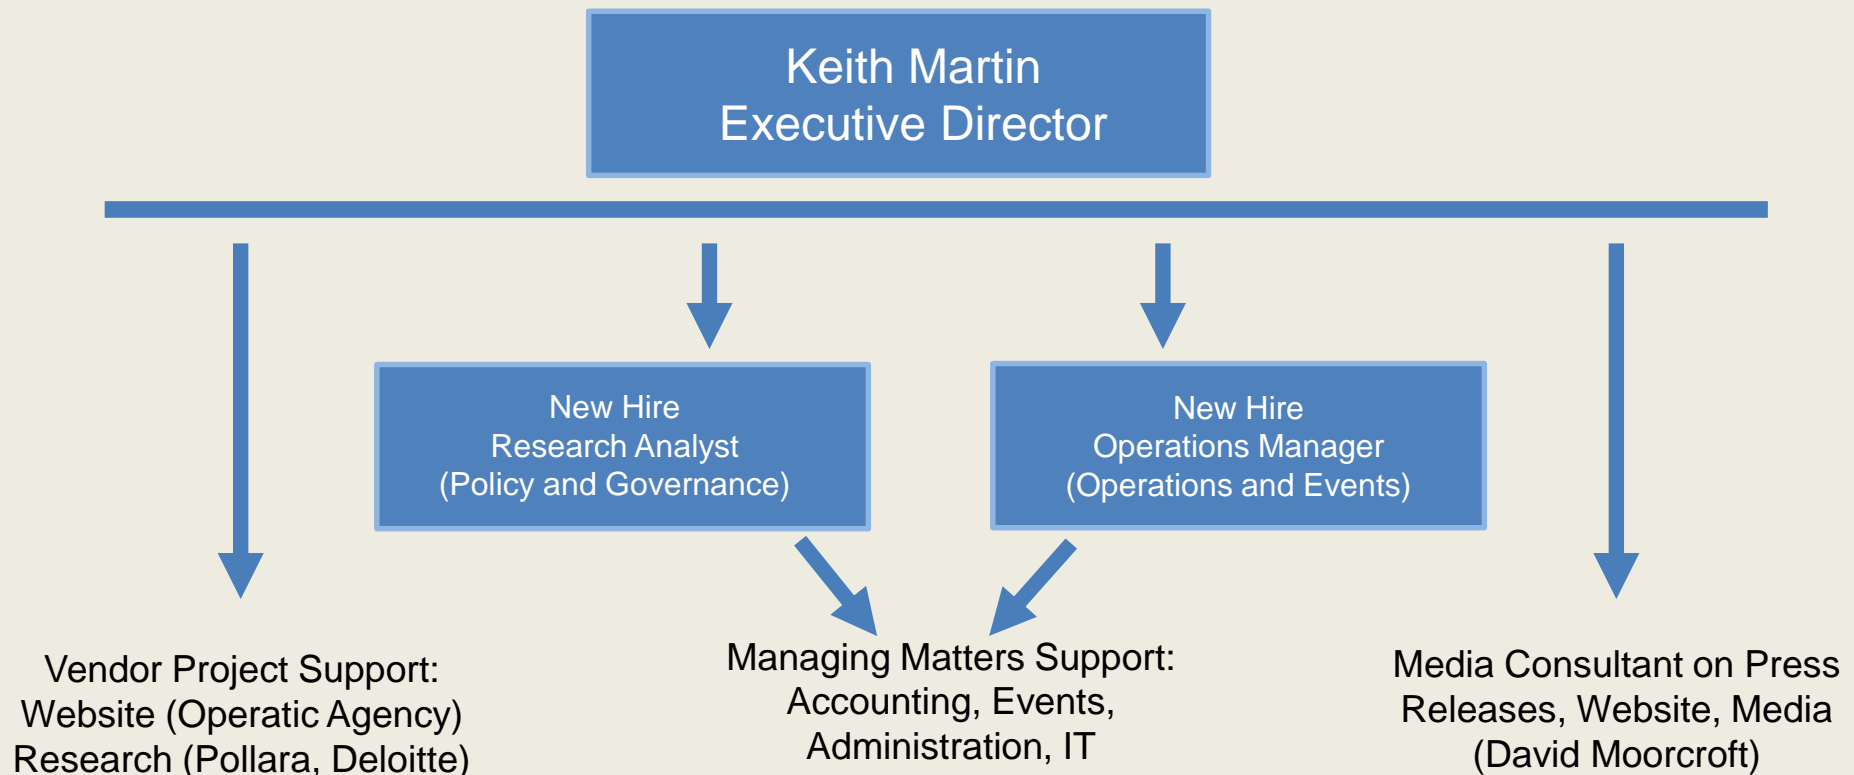 Keith Martin
Executive Director
New Hire
Research Analyst
(Policy and Governance)
New Hire
Operations Manager
(Operations and Events)
Vendor Project Support:
Website (Operatic Agency)
Research (Pollara, Deloitte)
Managing Matters Support:
Accounting, Events,
Administration, IT
Media Consultant on Press
Releases, Website, Media
(David Moorcroft)